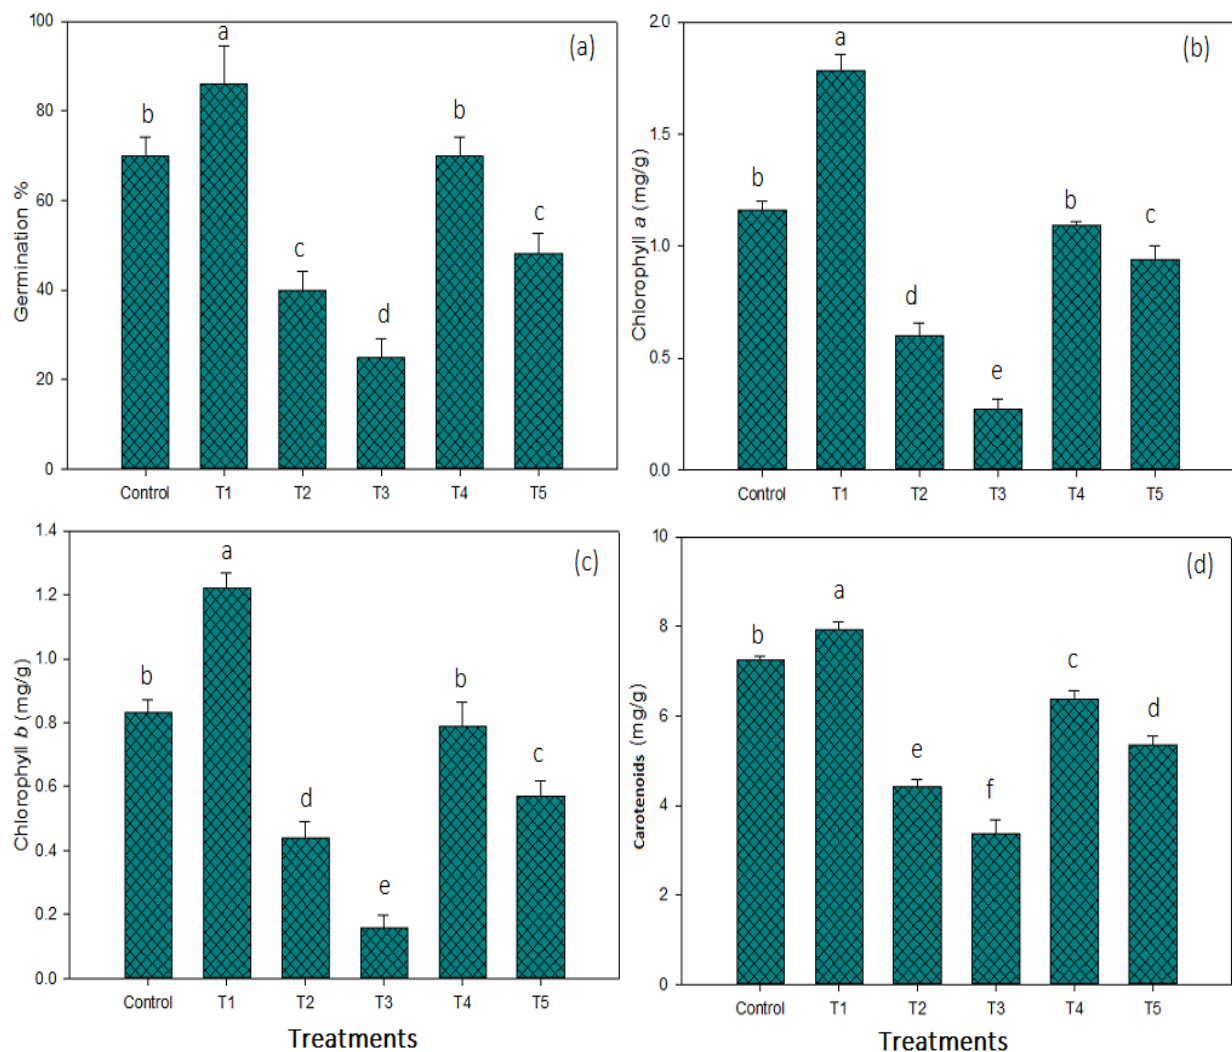 (a)
Germination %
100
80
60
40
20
0
b
a
c
d
b
c
Control T1 T2 T3 T4 T5
(b)
Chlorophyll a (mg/g)
2.0
1.5
1.0
0.5
0.0
b
a
d
e
b
c
Control T1 T2 T3 T4 T5
(c)
Chlorophyll b (mg/g)
1.4
1.2
1.0
0.8
0.6
0.4
0.2
0.0
b
a
d
e
b
c
Control T1 T2 T3 T4 T5
Treatments
(d)
Carotenoids (mg/g)
10
8
6
4
2
0
b
a
e
f
c
d
Control T1 T2 T3 T4 T5
Treatments